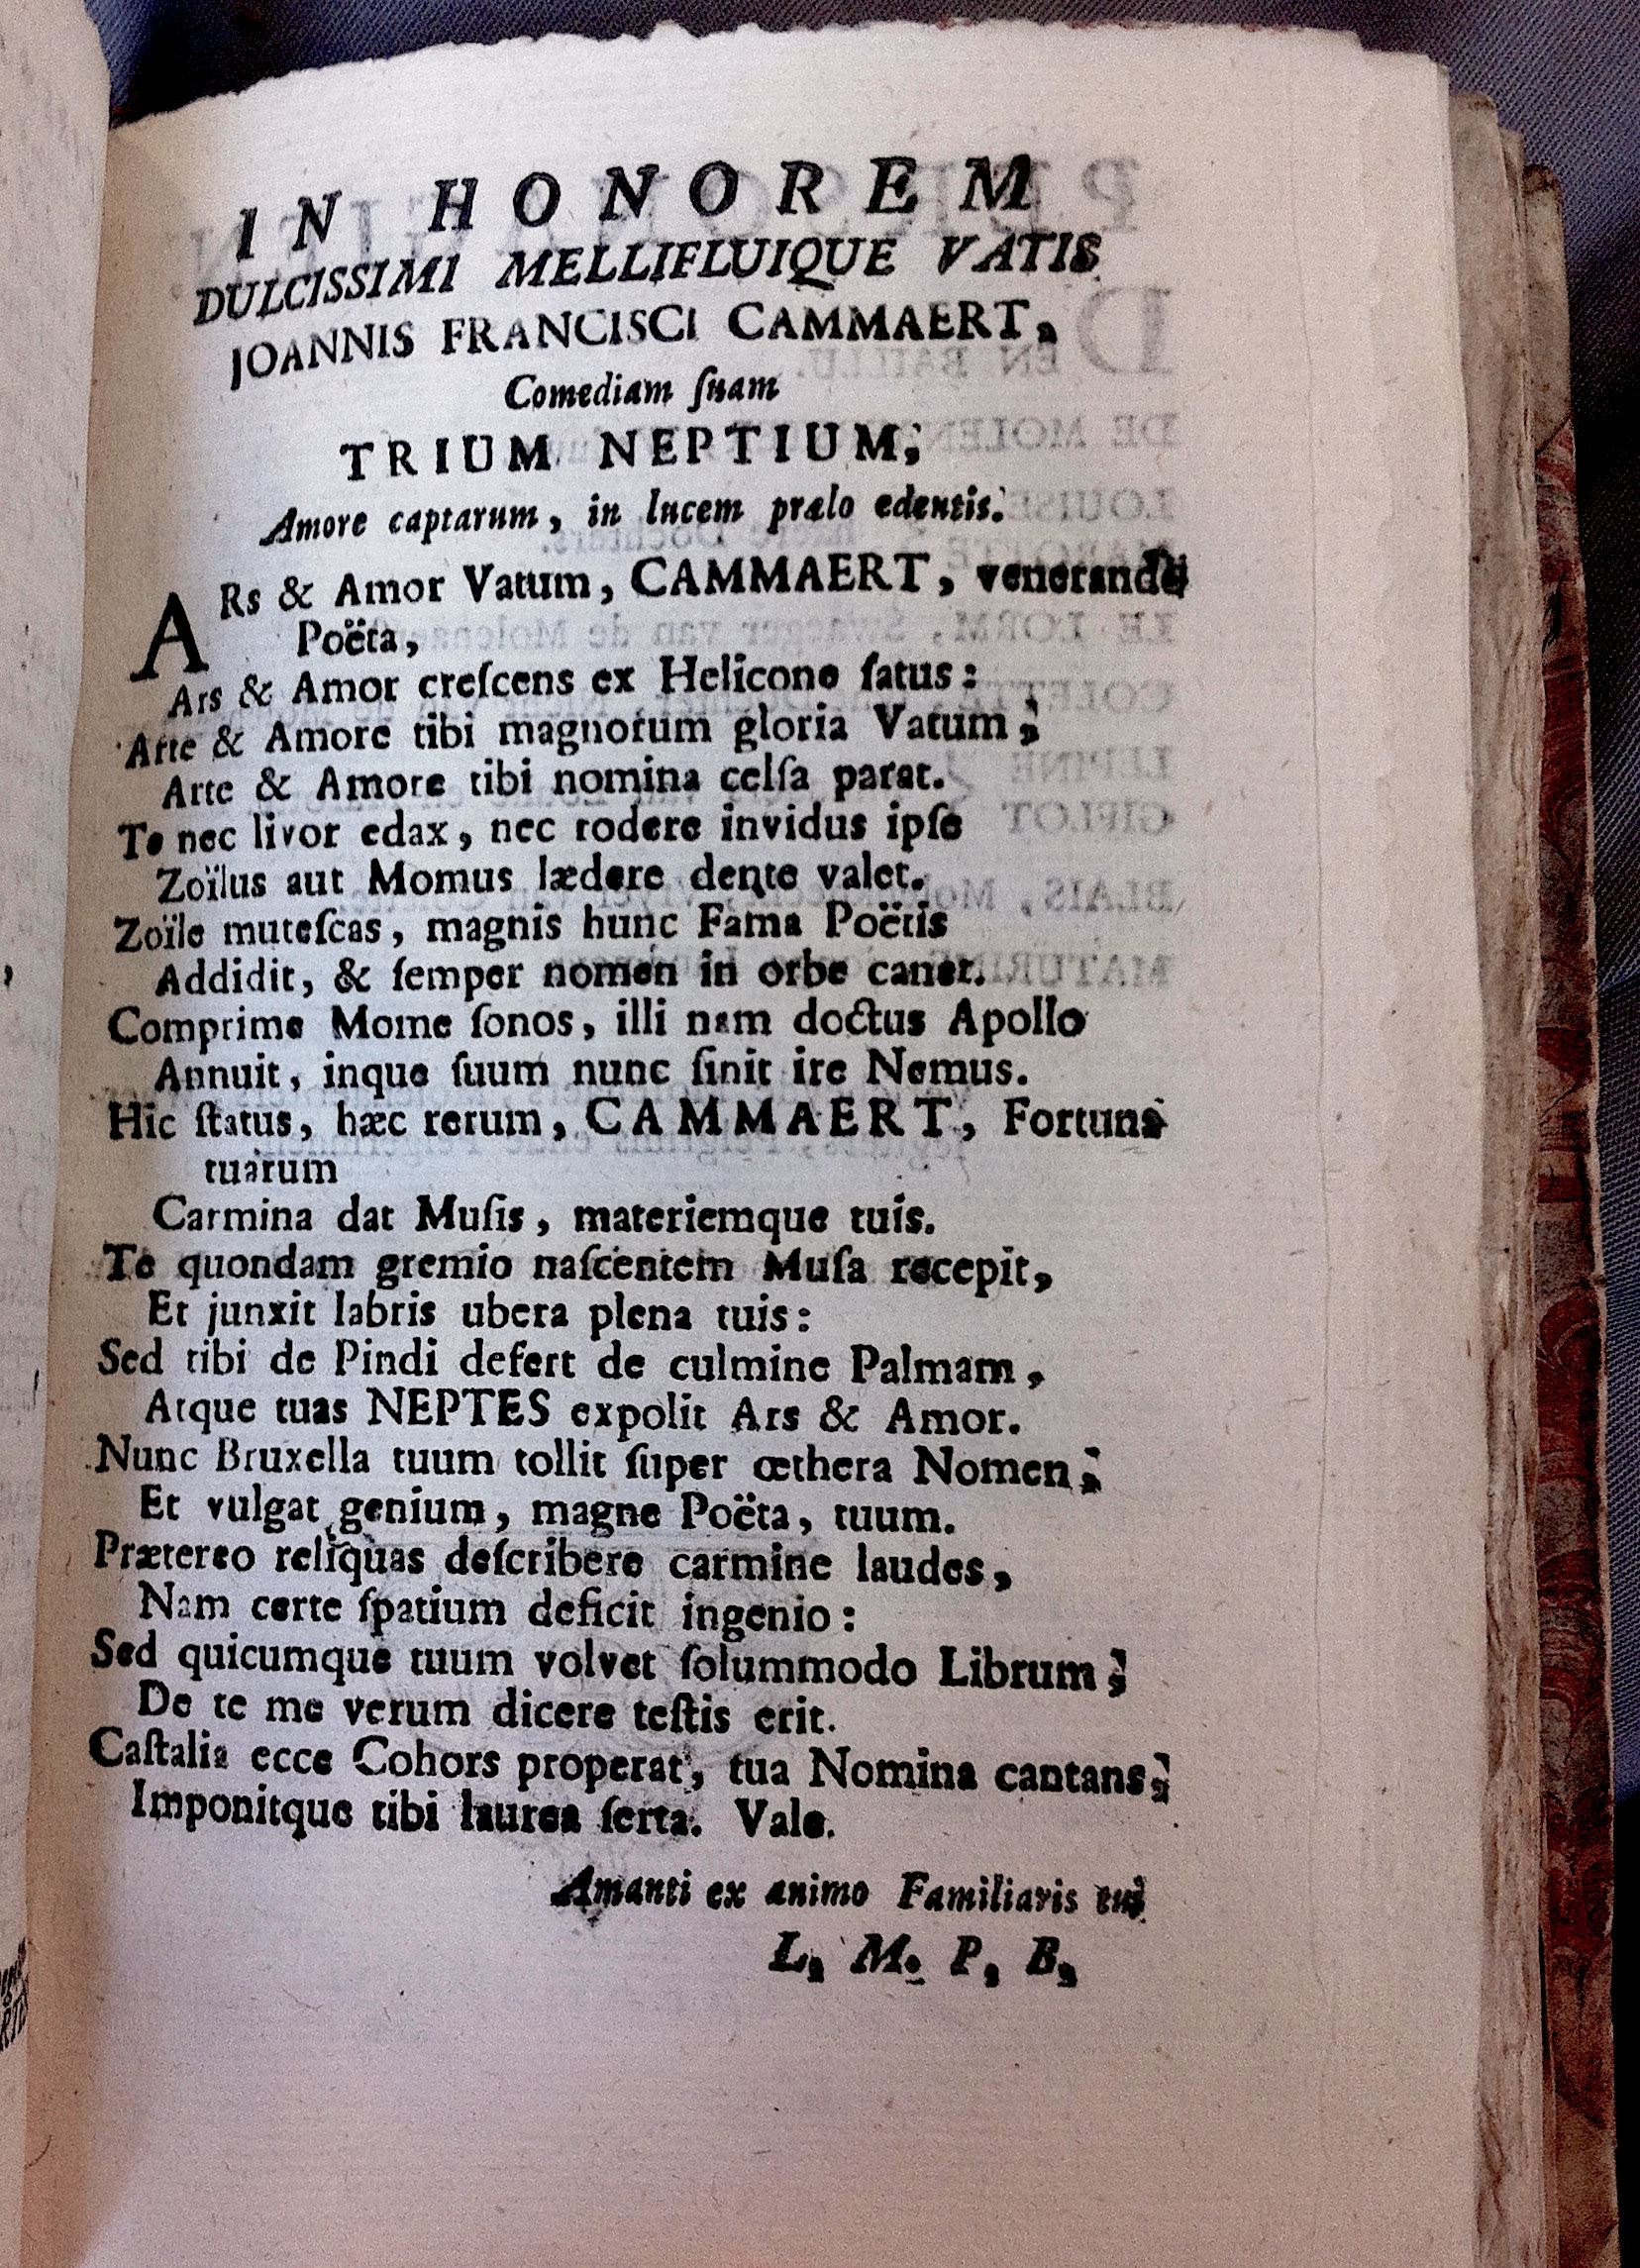 IN HONOREM
DULCISSIMI MELLIFLUIQUE VATIS
JOANNIS FRANCISCI CAMMAERT,
Comediam ſuam
TRIUM NEPTIUM,
Amore captarum, in lucem prælo edentis.
ARs & Amor Vatum, CAMMAERT, venerande
Poëta,
Ars & Amor creſcens ex Helicone ſatus:
Arte & Amore tibi magnorum gloria Vatum,
Arte & Amore tibi nomina celſa parat.
Te nec livor edax, nec rodere invidus ipſe
Zoïlus aut Momus lædere dente valet.
Zoïle muteſcas, magnis hunc Fama Poëtis
Addidit, & ſemper nomen in orbe canet.
Comprime Mome ſonos, illi nam doctus Apollo
Annuit, inque ſuum nunc ſinit ire Nemus.
Hic ſtatus, hæc rerum, CAMMAERT, Fortuna
tuarum
Carmina dat Muſis, materiemque tuis.
Te quondam gremio naſcentem Muſa recepit,
Et junxit labris ubera plena tuis:
Sed tibi de Pindi defert de culmine Palmam,
Atque tuas NEPTES expolit Ars & Amor.
Nunc Bruxella tuum tollit ſuper œthera Nomen,
Et vulgat genium, magne Poëta, tuum.
Prætereo reliquas deſcribere carmine laudes,
Nam certe ſpatium deficit ingenio:
Sed quicumque tuum volvet ſolummodo Librum,
De te me verum dicere teſtis erit.
Caſtalia ecce Cohors properat, tua Nomina cantans,
Imponitque tibi laurea ſerta. Vale.
Amanti ex animo Familiaris tui
L, M. P, B,